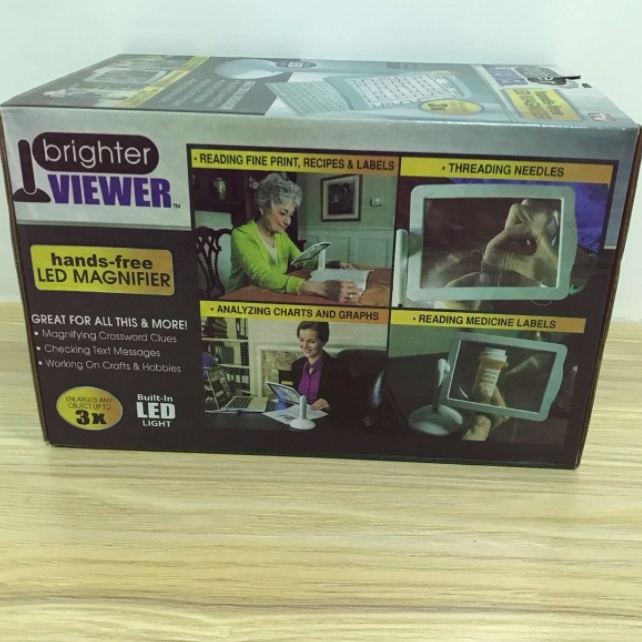 brighter
VIEWER™
hands-free
LED MAGNIFIER
GREAT FOR ALL THIS & MORE!
• Magnifying Crossword Clues
• Checking Text Messages
• Working On Crafts & Hobbies
ENLARGES ANY
OBJECT UP TO
3x
Built-In
LED
LIGHT
• READING FINE PRINT, RECIPES & LABELS
• THREADING NEEDLES
• ANALYZING CHARTS AND GRAPHS
• READING MEDICINE LABELS